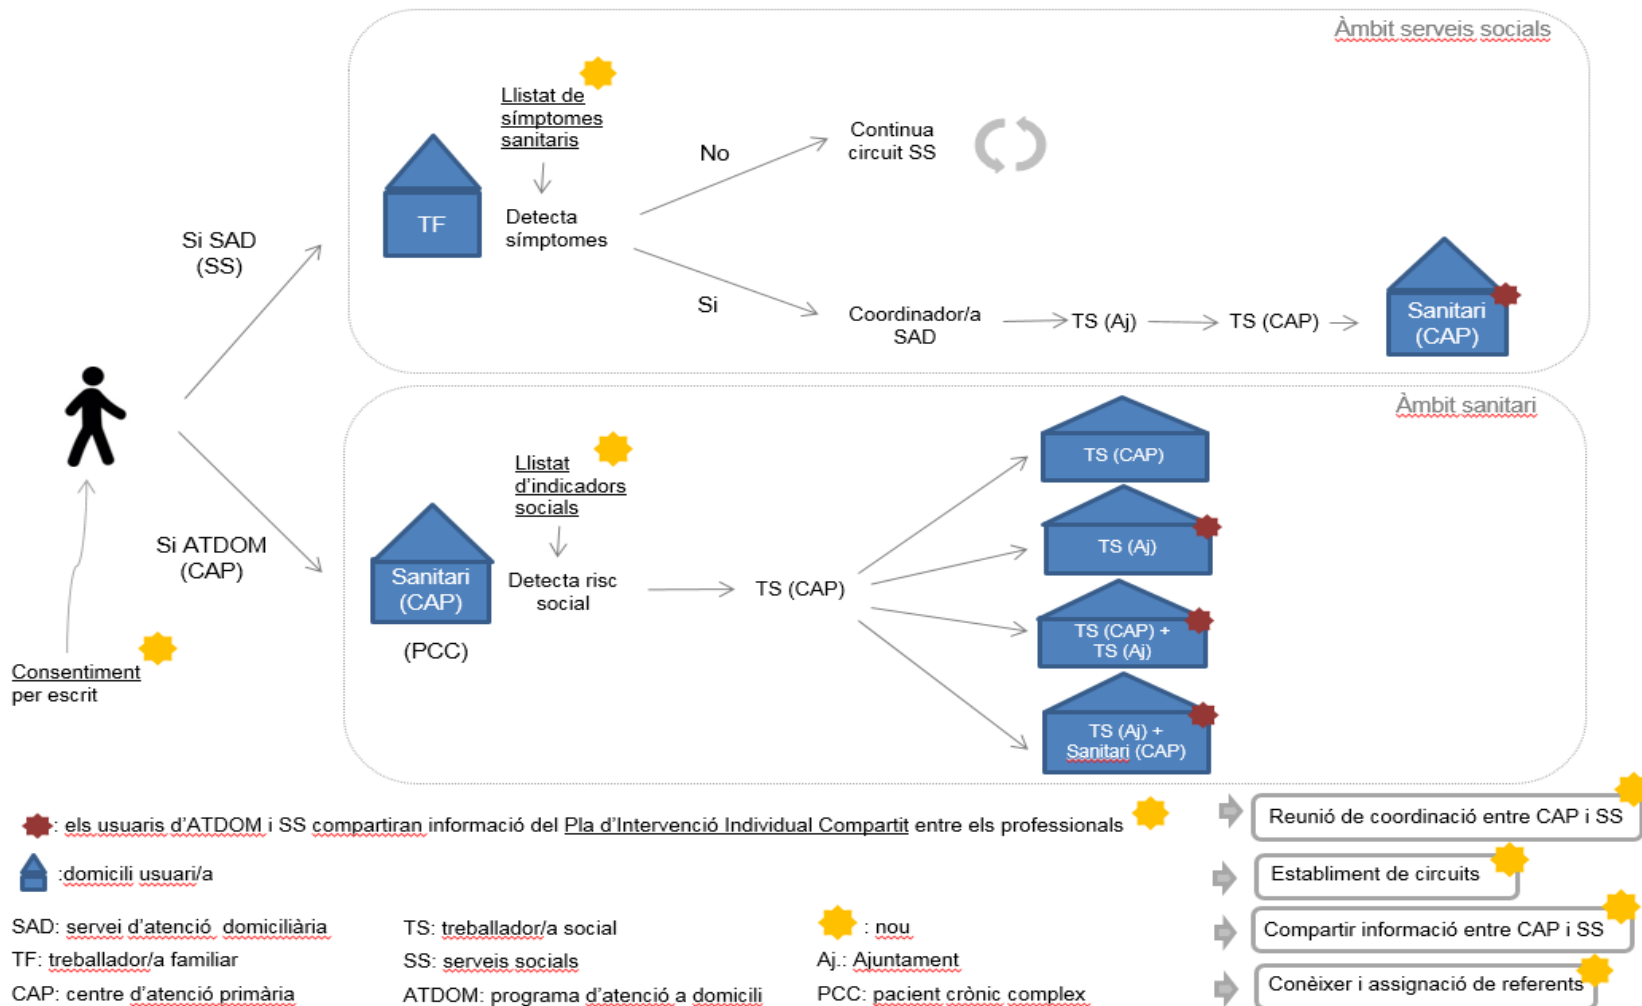 Àmbit serveis socials
Llistat de
símptomes
sanitaris
TF
Detecta
símptomes
No
Continua
circuit SS
Si
Coordinador/a
SAD
TS (Aj)
TS (CAP)
Sanitari
(CAP)
Si SAD
(SS)
Si ATDOM
(CAP)
Consentiment
per escrit
Àmbit sanitari
Llistat
d'indicadors
socials
Sanitari
(CAP)
(PCC)
Detecta risc
social
TS (CAP)
TS (CAP)
TS (Aj)
TS (CAP) +
TS (Aj)
TS (Aj) +
Sanitari (CAP)
: els usuaris d'ATDOM i SS compartiran informació del Pla d'Intervenció Individual Compartit entre els professionals
:domicili usuari/a
SAD: servei d'atenció domiciliària
TF: treballador/a familiar
CAP: centre d'atenció primària
TS: treballador/a social
SS: serveis socials
ATDOM: programa d'atenció a domicili
: nou
Aj.: Ajuntament
PCC: pacient crònic complex
Reunió de coordinació entre CAP i SS
Establiment de circuits
Compartir informació entre CAP i SS
Conèixer i assignació de referents